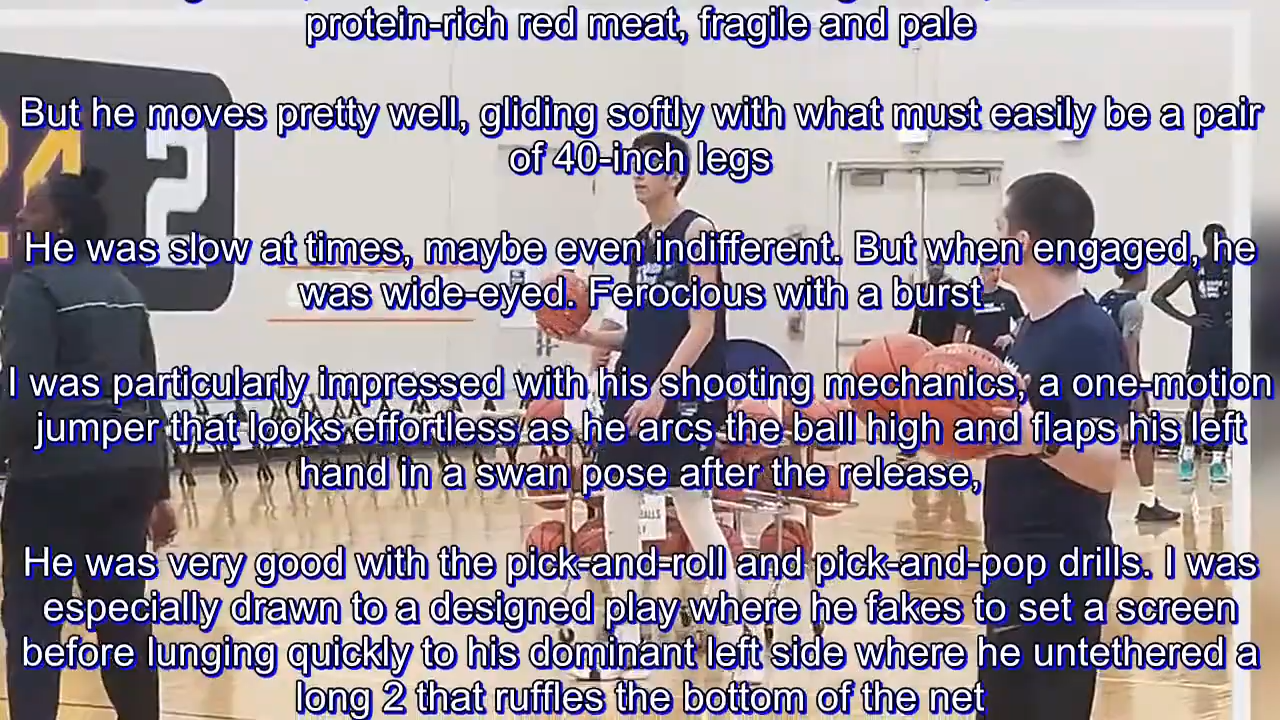 protein-rich red meat, fragile and pale
But he moves pretty well, gliding softly with what must easily be a pair
of 40-inch legs
He was slow at times, maybe even indifferent. But when engaged, he
was wide-eyed. Ferocious with a burst
I was particularly impressed with his shooting mechanics, a one-motion
jumper that looks effortless as he arcs the ball high and flaps his left
hand in a swan pose after the release,
He was very good with the pick-and-roll and pick-and-pop drills. I was
especially drawn to a designed play where he fakes to set a screen
before lunging quickly to his dominant left side where he untethered a
long 2 that ruffles the bottom of the net
24
2